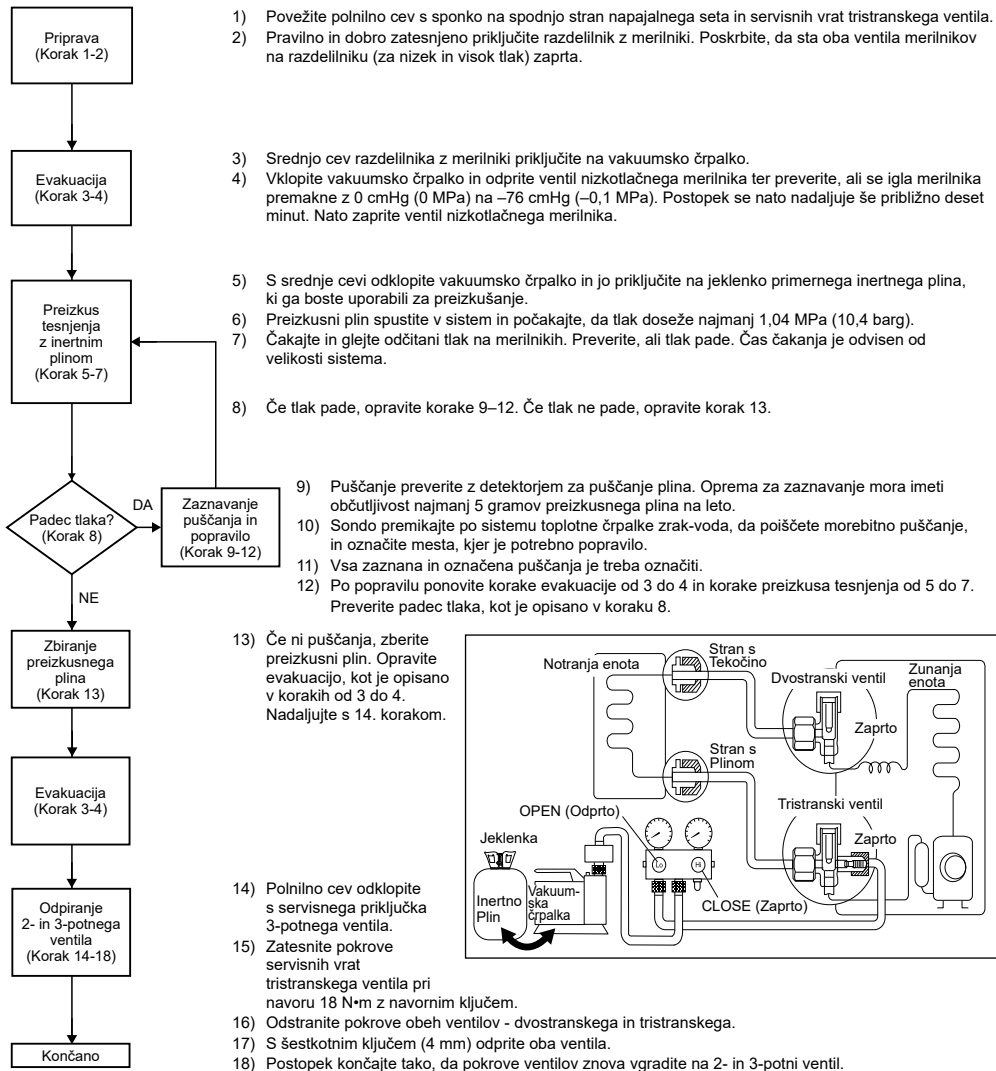 Priprava
(Korak 1-2)
1) Povežite polnilno cev s sponko na spodnjo stran napajalnega seta in servisnih vrat tristranskega ventila.
2) Pravilno in dobro zatesnjeno priključite razdelilnik z merilniki. Poskrbite, da sta oba ventila merilnikov
na razdelilniku (za nizek in visok tlak) zaprta.
Evakuacija
(Korak 3-4)
3) Srednjo cev razdelilnika z merilniki priključite na vakuumsko črpalko.
4) Vklopite vakuumsko črpalko in odprite ventil nizkotlačnega merilnika ter preverite, ali se igla merilnika
premakne z 0 cmHg (0 MPa) na –76 cmHg (–0,1 MPa). Postopek se nato nadaljuje še približno deset
minut. Nato zaprite ventil nizkotlačnega merilnika.
Preizkus
tesnjenja
z inertnim
plinom
(Korak 5-7)
5) S srednje cevi odklopite vakuumsko črpalko in jo priključite na jeklenko primernega inertnega plina,
ki ga boste uporabili za preizkušanje.
6) Preizkusni plin spustite v sistem in počakajte, da tlak doseže najmanj 1,04 MPa (10,4 barg).
7) Čakajte in glejte odčitani tlak na merilnikih. Preverite, ali tlak pade. Čas čakanja je odvisen od
velikosti sistema.
8) Če tlak pade, opravite korake 9–12. Če tlak ne pade, opravite korak 13.
Padec tlaka?
(Korak 8)
DA
NE
Zaznavanje
puščanja in
popravilo
(Korak 9-12)
9) Puščanje preverite z detektorjem za puščanje plina. Oprema za zaznavanje mora imeti
občutljivost najmanj 5 gramov preizkusnega plina na leto.
10) Sondo premikajte po sistemu toplotne črpalke zrak-voda, da poiščete morebitno puščanje,
in označite mesta, kjer je potrebno popravilo.
11) Vsa zaznana in označena puščanja je treba označiti.
12) Po popravilu ponovite korake evakuacije od 3 do 4 in korake preizkusa tesnjenja od 5 do 7.
Preverite padec tlaka, kot je opisano v koraku 8.
Zbiranje
preizkusnega
plina
(Korak 13)
13) Če ni puščanja, zberite
preizkusni plin. Opravite
evakuacijo, kot je opisano
v korakih od 3 do 4.
Nadaljujte s 14. korakom.
Notranja enota
Stran s
Tekočino
Dvostranski ventil
Zunanja
enota
Zaprto
Stran s
Plinom
Tristranski ventil
Zaprto
OPEN (Odprto)
Jeklenka
Lo
Hi
CLOSE (Zaprto)
Inertno
Plin
Vakuum-
ska
črpalka
Evakuacija
(Korak 3-4)
Odpiranje
2- in 3-potnega
ventila
(Korak 14-18)
14) Polnilno cev odklopite
s servisnega priključka
3-potnega ventila.
15) Zatesnite pokrove
servisnih vrat
tristranskega ventila pri
navoru 18 N•m z navornim ključem.
16) Odstranite pokrove obeh ventilov - dvostranskega in tristranskega.
17) S šestkotnim ključem (4 mm) odprite oba ventila.
18) Postopek končajte tako, da pokrove ventilov znova vgradite na 2- in 3-potni ventil.
Končano